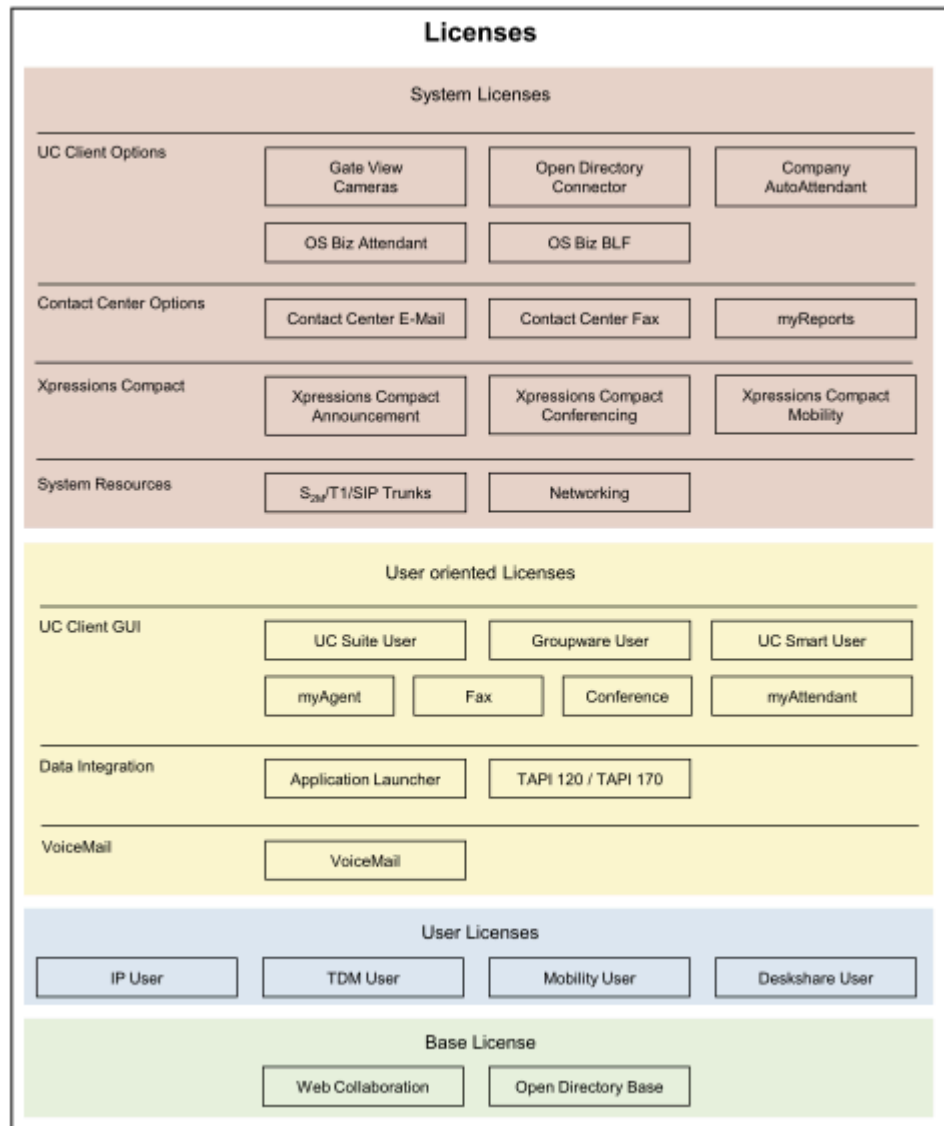 Licenses
System Licenses
UC Client Options
Gate View
Cameras
Open Directory
Connector
Company
AutoAttendant
OS Biz Attendant
OS Biz BLF
Contact Center Options
Contact Center E-Mail
Contact Center Fax
myReports
Xpressions Compact
Xpressions Compact
Announcement
Xpressions Compact
Conferencing
Xpressions Compact
Mobility
System Resources
S2M/T1/SIP Trunks
Networking
User oriented Licenses
UC Client GUI
UC Suite User
Groupware User
UC Smart User
myAgent
Fax
Conference
myAttendant
Data Integration
Application Launcher
TAPI 120 / TAPI 170
VoiceMail
VoiceMail
User Licenses
IP User
TDM User
Mobility User
Deskshare User
Base License
Web Collaboration
Open Directory Base